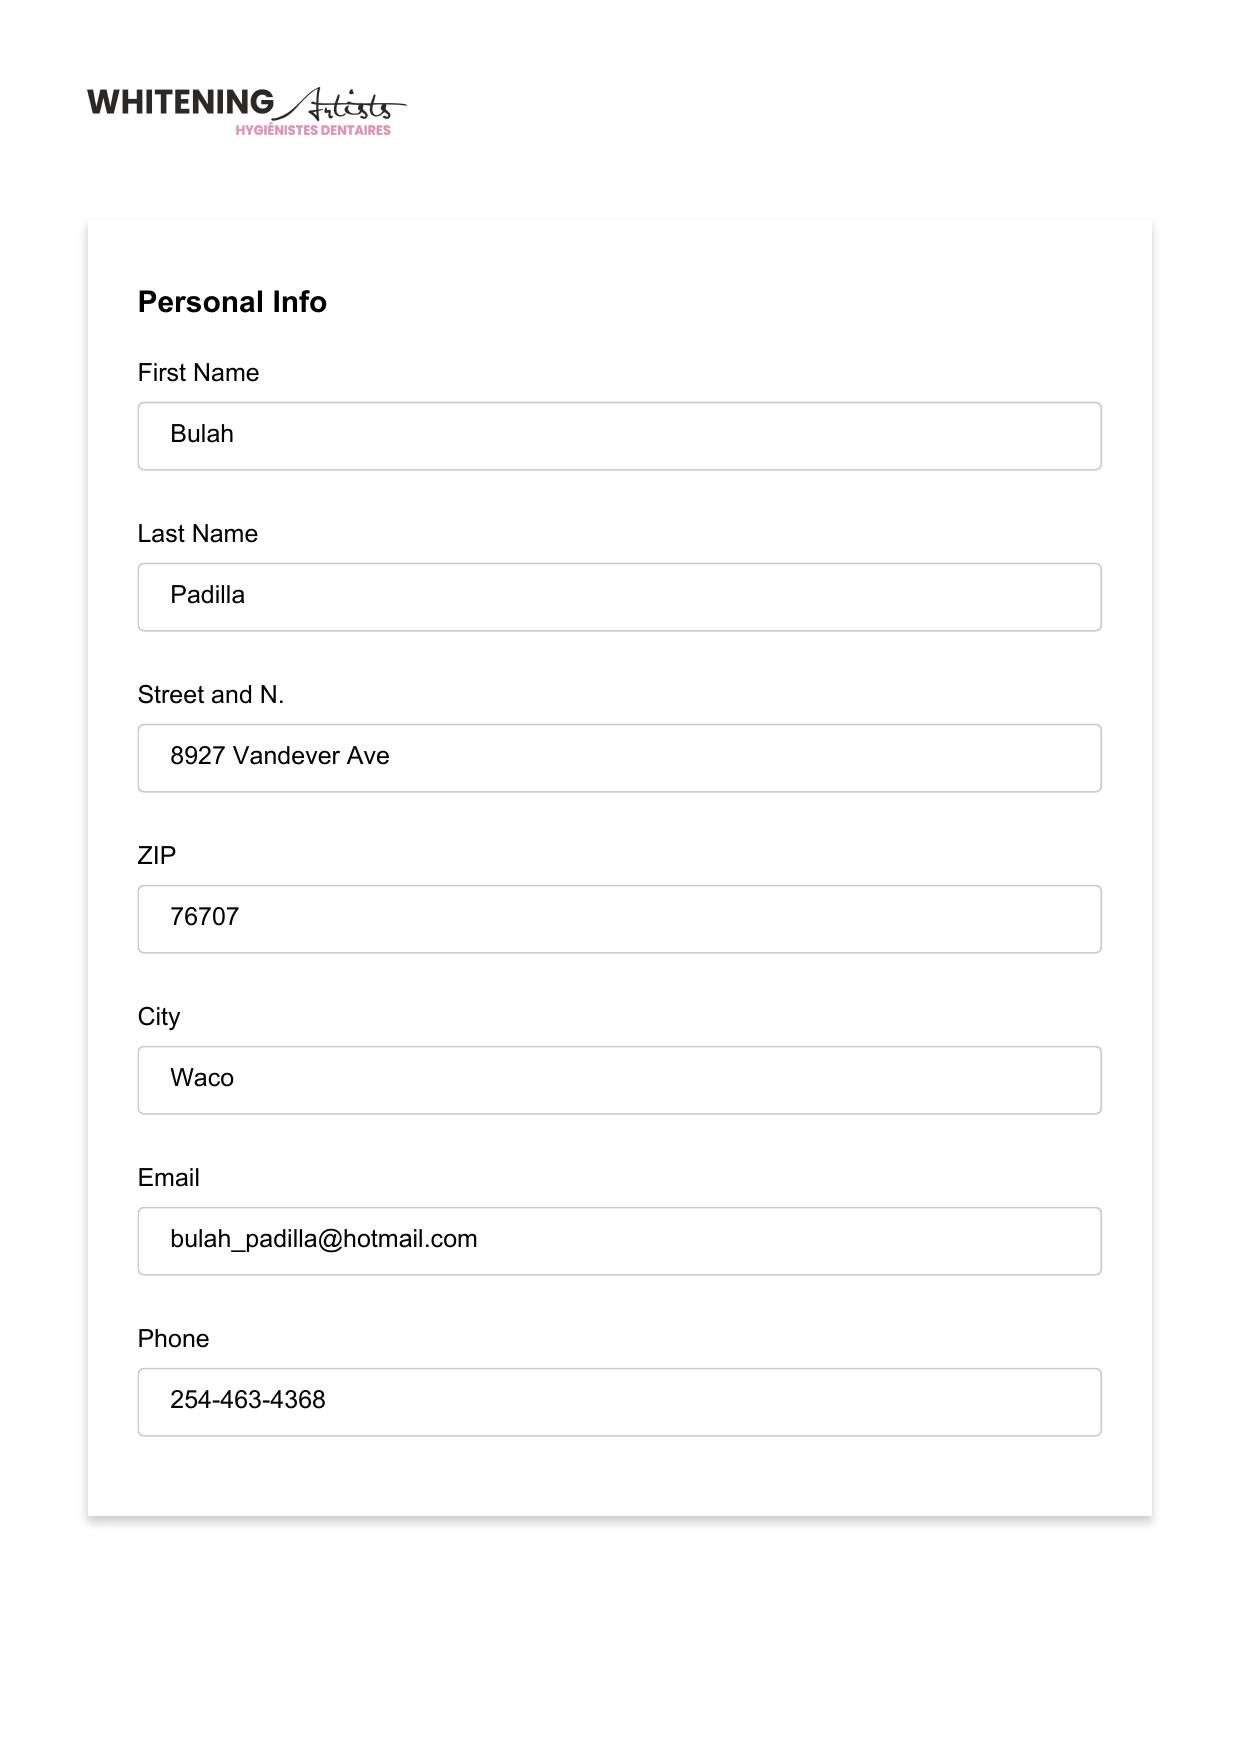 WHITENING Artists
HYGIÉNISTES DENTAIRES
Personal Info
First Name
Bulah
Last Name
Padilla
Street and N.
8927 Vandever Ave
ZIP
76707
City
Waco
Email
bulah_padilla@hotmail.com
Phone
254-463-4368